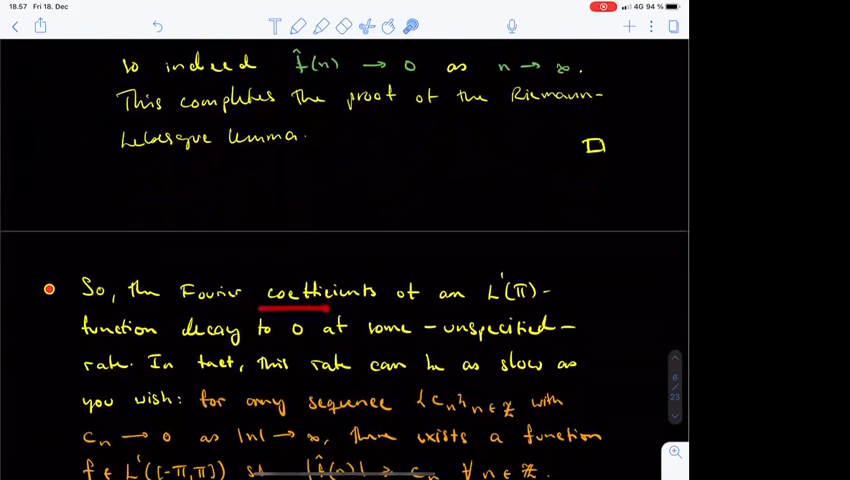 18.57 Fri 18. Dec
4G 94 %
so indeed f̂(n) → 0 as n → ∞.
This completes the proof of the Riemann-
Lebesgue lemma. □
So, the Fourier coefficients of an L¹(𝕋)-
function decay to 0 at some -unspecified-
rate. In fact, this rate can be as slow as
6
23
you wish: for any sequence {cₙ}ₙ∈ℤ with
cₙ → 0 as |n| → ∞, there exists a function
f ∈ L¹([-π,π]) st |f̂(n)| > cₙ ∀ n ∈ ℤ.